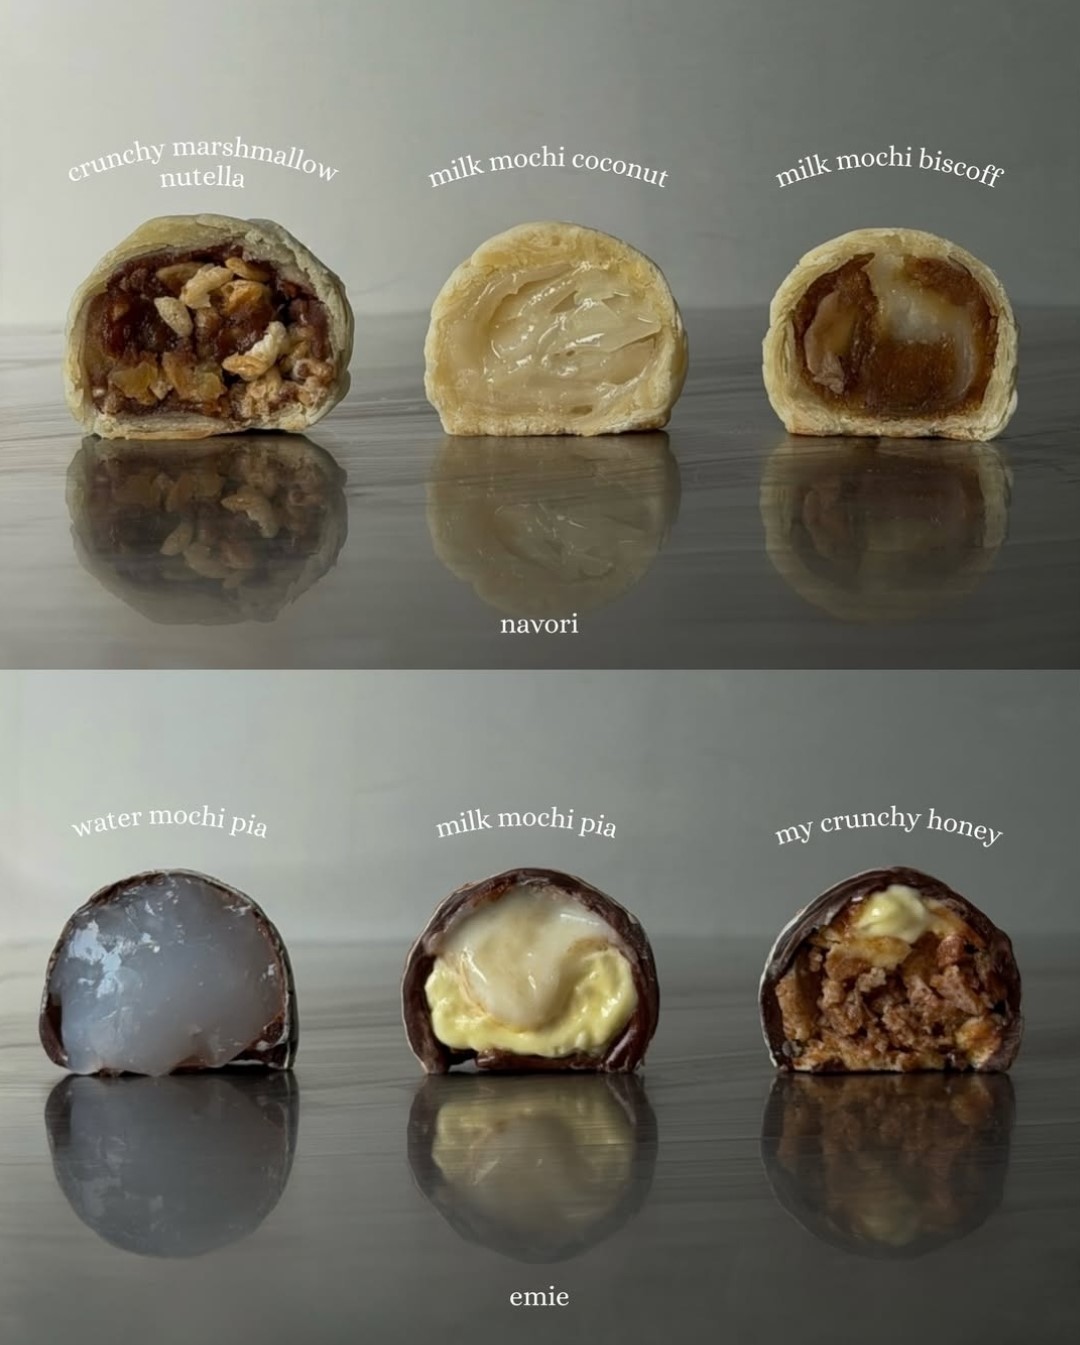 crunchy marshmallow
nutella
milk mochi coconut
milk mochi biscoff
navori
water mochi pia
milk mochi pia
my crunchy honey
emie